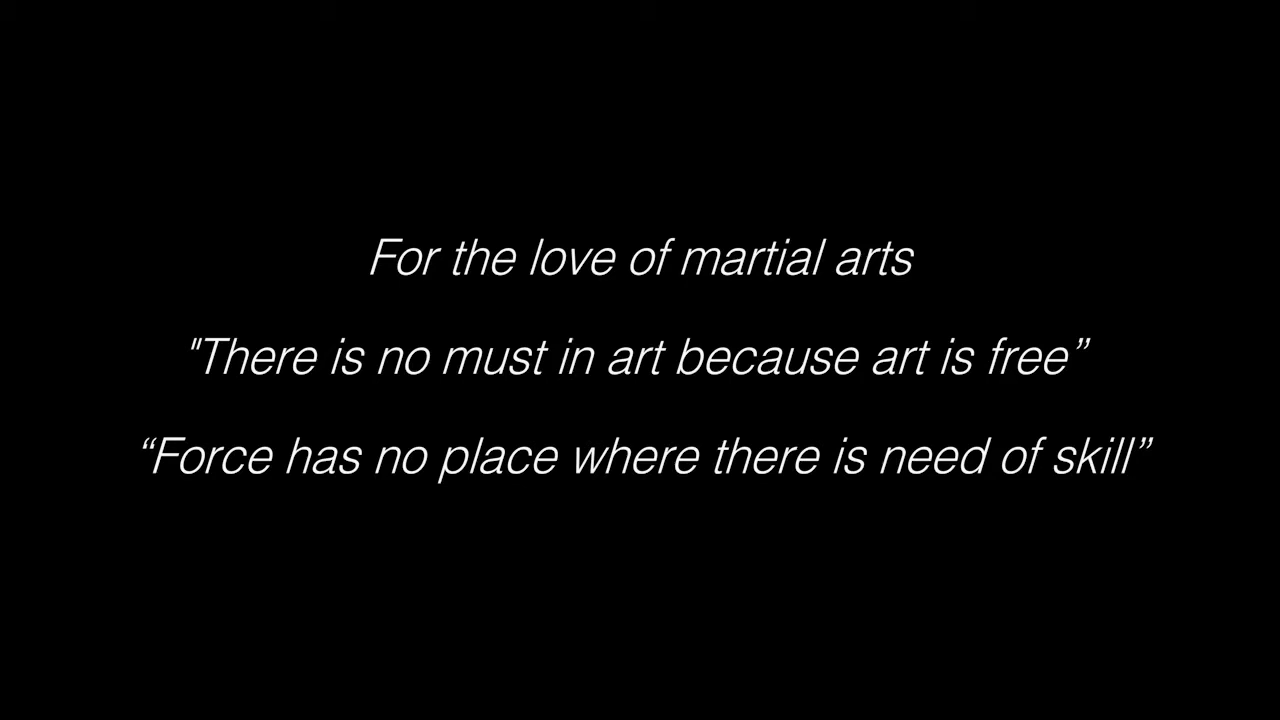 For the love of martial arts
"There is no must in art because art is free”
“Force has no place where there is need of skill”